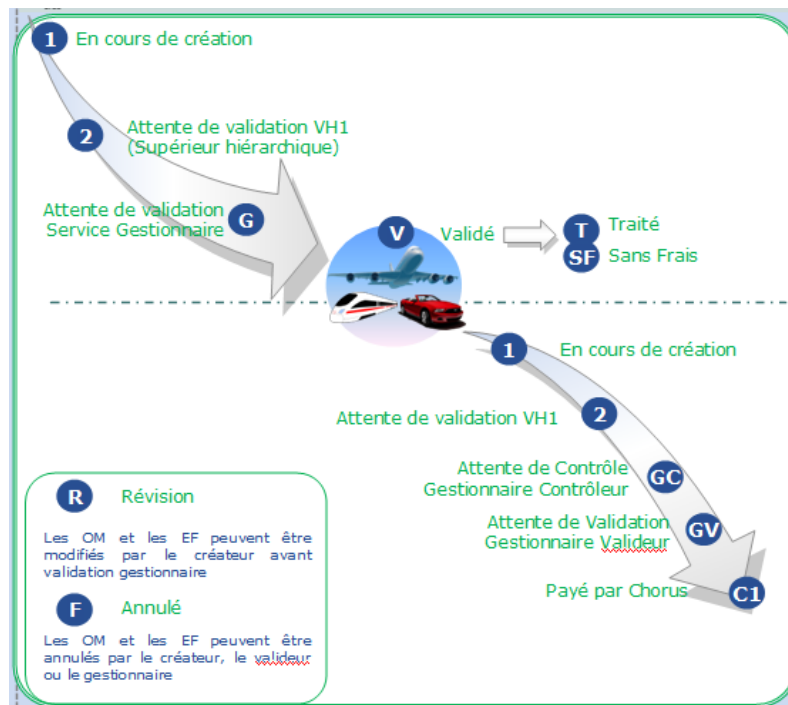 1 En cours de création
2 Attente de validation VH1
(Supérieur hiérarchique)
Attente de validation
Service Gestionnaire G
V Validé
T Traité
SF Sans Frais
1 En cours de création
Attente de validation VH1 2
Attente de Contrôle
Gestionnaire Contrôleur GC
Attente de Validation
Gestionnaire Valideur GV
Payé par Chorus C1
R Révision
Les OM et les EF peuvent être
modifiés par le créateur avant
validation gestionnaire
F Annulé
Les OM et les EF peuvent être
annulés par le créateur, le valideur
ou le gestionnaire